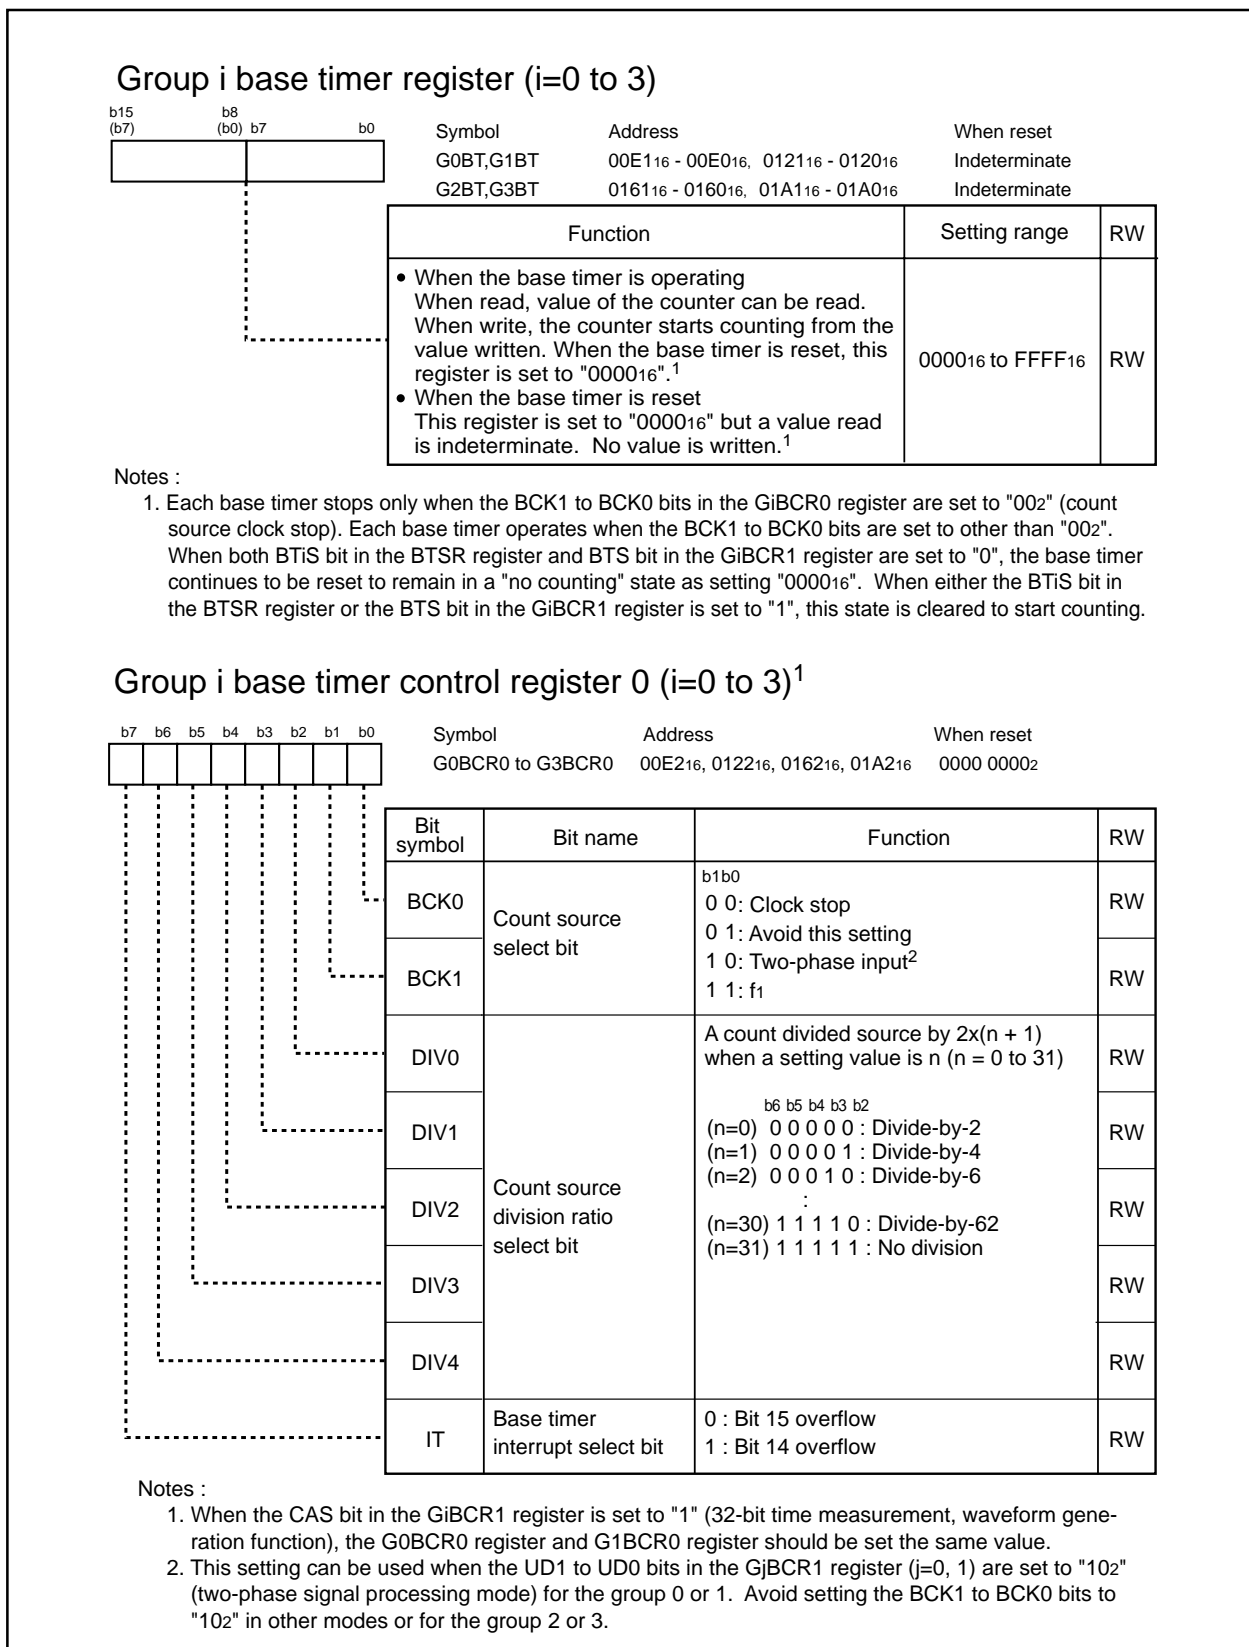 Group i base timer register (i=0 to 3)
b15 b8
(b7) (b0) b7 b0
Symbol Address When reset
G0BT,G1BT 00E116 - 00E016, 012116 - 012016 Indeterminate
G2BT,G3BT 016116 - 016016, 01A116 - 01A016 Indeterminate
Function Setting range RW
• When the base timer is operating
When read, value of the counter can be read.
When write, the counter starts counting from the
value written. When the base timer is reset, this
register is set to "000016".1
• When the base timer is reset
This register is set to "000016" but a value read
is indeterminate. No value is written.1
000016 to FFFF16 RW
Notes :
1. Each base timer stops only when the BCK1 to BCK0 bits in the GiBCR0 register are set to "002" (count
source clock stop). Each base timer operates when the BCK1 to BCK0 bits are set to other than "002".
When both BTiS bit in the BTSR register and BTS bit in the GiBCR1 register are set to "0", the base timer
continues to be reset to remain in a "no counting" state as setting "000016". When either the BTiS bit in
the BTSR register or the BTS bit in the GiBCR1 register is set to "1", this state is cleared to start counting.
Group i base timer control register 0 (i=0 to 3)1
b7 b6 b5 b4 b3 b2 b1 b0
Symbol Address When reset
G0BCR0 to G3BCR0 00E216, 012216, 016216, 01A216 0000 00002
Bit
symbol
Bit name Function RW
BCK0 RW
BCK1 RW
Count source
select bit
b1b0
0 0: Clock stop
0 1: Avoid this setting
1 0: Two-phase input2
1 1: f1
DIV0 RW
DIV1 RW
DIV2 RW
DIV3 RW
DIV4 RW
Count source
division ratio
select bit
A count divided source by 2x(n + 1)
when a setting value is n (n = 0 to 31)
b6 b5 b4 b3 b2
(n=0) 0 0 0 0 0 : Divide-by-2
(n=1) 0 0 0 0 1 : Divide-by-4
(n=2) 0 0 0 1 0 : Divide-by-6
:
(n=30) 1 1 1 1 0 : Divide-by-62
(n=31) 1 1 1 1 1 : No division
IT RW
Base timer
interrupt select bit
0 : Bit 15 overflow
1 : Bit 14 overflow
Notes :
1. When the CAS bit in the GiBCR1 register is set to "1" (32-bit time measurement, waveform gene-
ration function), the G0BCR0 register and G1BCR0 register should be set the same value.
2. This setting can be used when the UD1 to UD0 bits in the GjBCR1 register (j=0, 1) are set to "102"
(two-phase signal processing mode) for the group 0 or 1. Avoid setting the BCK1 to BCK0 bits to
"102" in other modes or for the group 2 or 3.